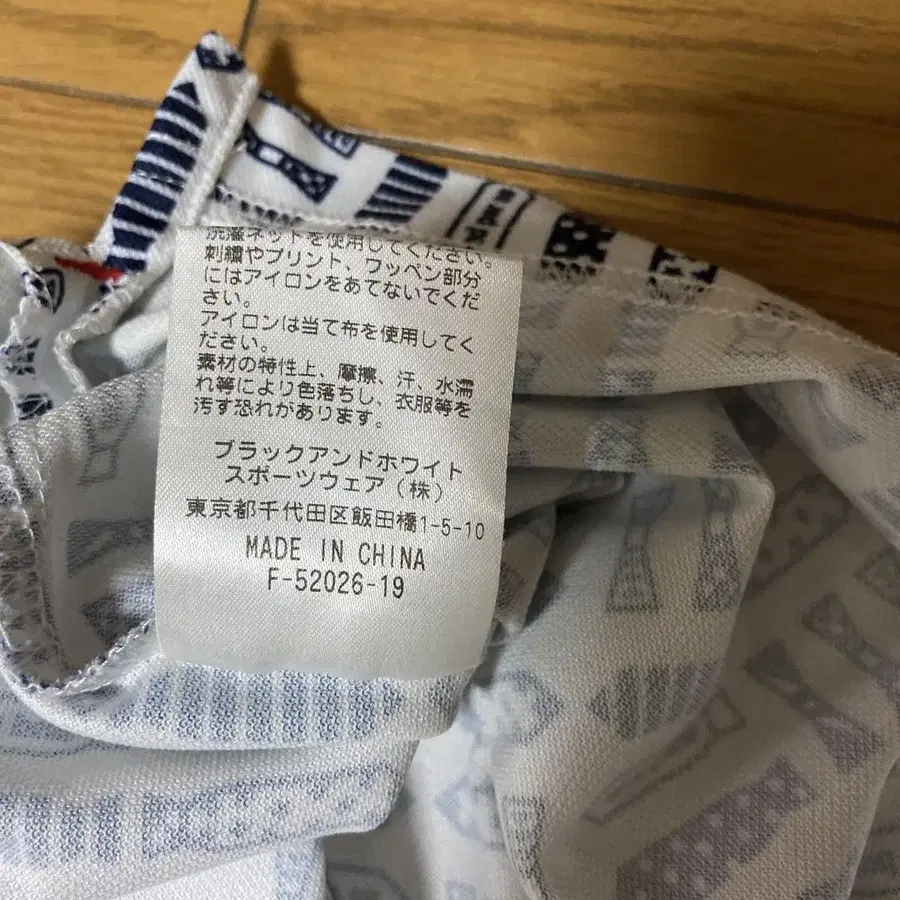 洗濯ネットを使用してください。
刺繍やプリント、ワッペン部分
にはアイロンをあてないでくだ
さい。
アイロンは当て布を使用してく
ださい。
素材の特性上、摩擦、汗、水濡
れ等により色落ちし、衣服等を
汚す恐れがあります。
ブラックアンドホワイト
スポーツウェア(株)
東京都千代田区飯田橋1-5-10
MADE IN CHINA
F-52026-19